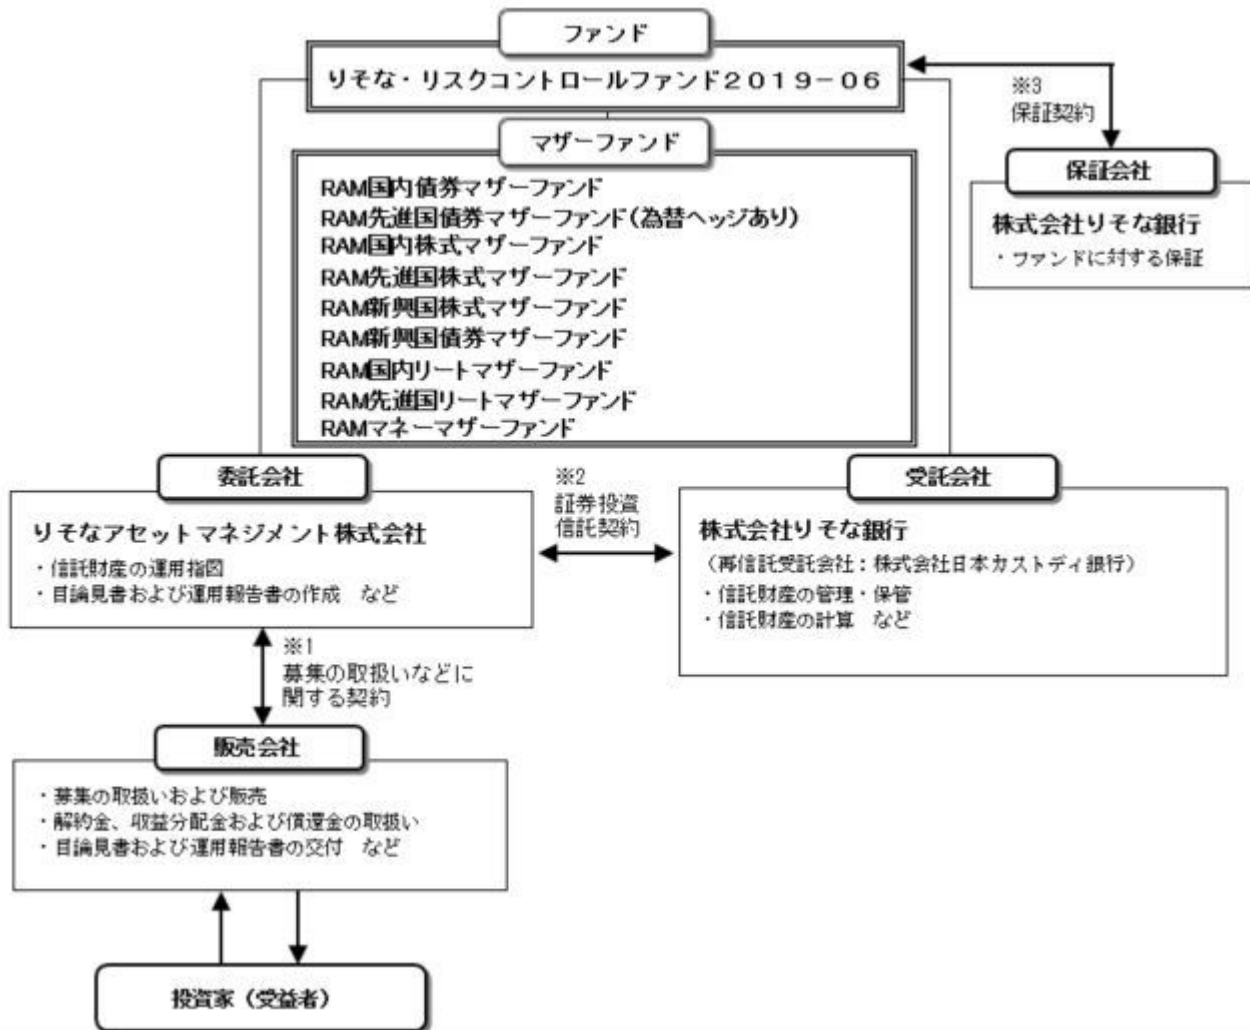 ファンド
りそな・リスクコントロールファンド2019-06
※3
保証契約
マザーファンド
RAM国内債券マザーファンド
RAM先進国債券マザーファンド(為替ヘッジあり)
RAM国内株式マザーファンド
RAM先進国株式マザーファンド
RAM新興国株式マザーファンド
RAM新興国債券マザーファンド
RAM国内リートマザーファンド
RAM先進国リートマザーファンド
RAMマネーマザーファンド
保証会社
株式会社りそな銀行
・ファンドに対する保証
委託会社
りそなアセットマネジメント株式会社
・信託財産の運用指図
・目論見書および運用報告書の作成　など
※2
証券投資
信託契約
受託会社
株式会社りそな銀行
(再信託受託会社：株式会社日本カストディ銀行)
・信託財産の管理・保管
・信託財産の計算　など
※1
募集の取扱いなどに
関する契約
販売会社
・募集の取扱いおよび販売
・解約金、収益分配金および償還金の取扱い
・目論見書および運用報告書の交付　など
投資家(受益者)